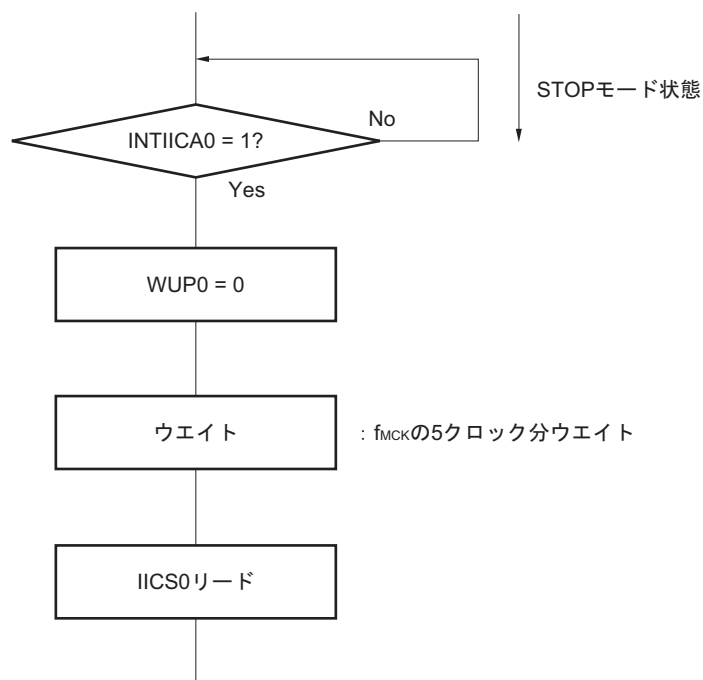 STOPモード状態
No
INTIICA0 = 1?
Yes
WUP0 = 0
ウエイト : fMCKの5クロック分ウエイト
IICS0リード